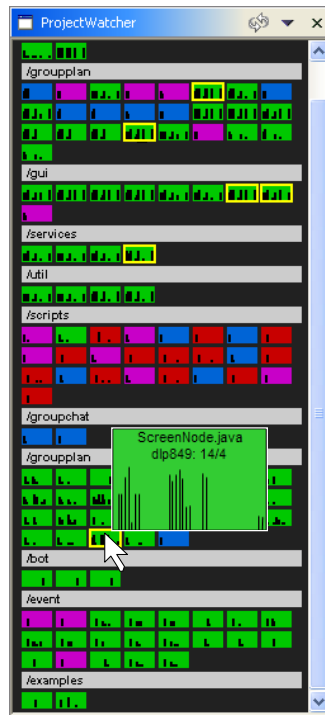 ProjectWatcher
/groupplan
/gui
/services
/util
/scripts
/groupchat
/groupplan
ScreenNode.java
dlp849: 14/4
/bot
/event
/examples